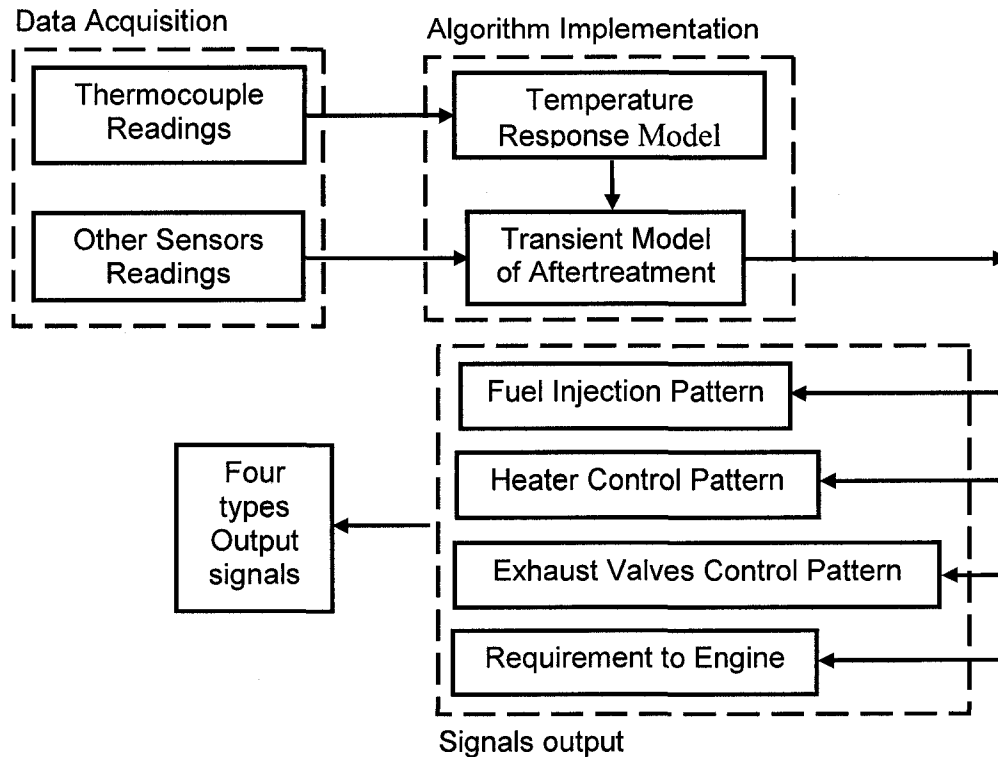 Data Acquisition
Thermocouple
Readings
Other Sensors
Readings
Algorithm Implementation
Temperature
Response Model
Transient Model
of Aftertreatment
Fuel Injection Pattern
Heater Control Pattern
Exhaust Valves Control Pattern
Requirement to Engine
Signals output
Four
types
Output
signals